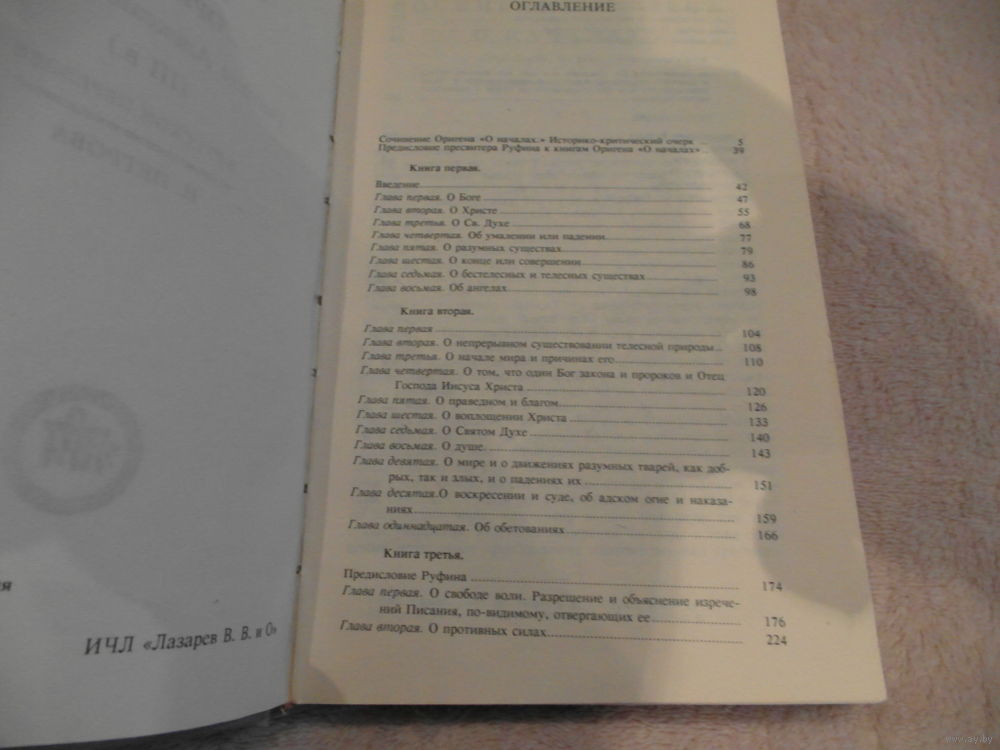 ия
ИЧЛ «Лазарев В. В. и О»
ОГЛАВЛЕНИЕ
Сочинение Оригена «О началах.» Историко-критический очерк ... 5
Предисловие пресвитера Руфина к книгам Оригена «О началах» ... 39
Книга первая.
Введение ... 42
Глава первая. О Боге ... 47
Глава вторая. О Христе ... 55
Глава третья. О Св. Духе ... 68
Глава четвертая. Об умалении или падении ... 77
Глава пятая. О разумных существах ... 79
Глава шестая. О конце или совершении ... 86
Глава седьмая. О бестелесных и телесных существах ... 93
Глава восьмая. Об ангелах ... 98
Книга вторая.
Глава первая ... 104
Глава вторая. О непрерывном существовании телесной природы ... 108
Глава третья. О начале мира и причинах его ... 110
Глава четвертая. О том, что один Бог закона и пророков и Отец
Господа Иисуса Христа ... 120
Глава пятая. О праведном и благом ... 126
Глава шестая. О воплощении Христа ... 133
Глава седьмая. О Святом Духе ... 140
Глава восьмая. О душе. ... 143
Глава девятая. О мире и о движениях разумных тварей, как доб-
рых, так и злых, и о падениях их ... 151
Глава десятая.О воскресении и суде, об адском огне и наказа-
ниях ... 159
Глава одиннадцатая. Об обетованиях ... 166
Книга третья.
Предисловие Руфина ... 174
Глава первая. О свободе воли. Разрешение и объяснение изрече-
ний Писания, по-видимому, отвергающих ее ... 176
Глава вторая. О противных силах ... 224
www.ay.by